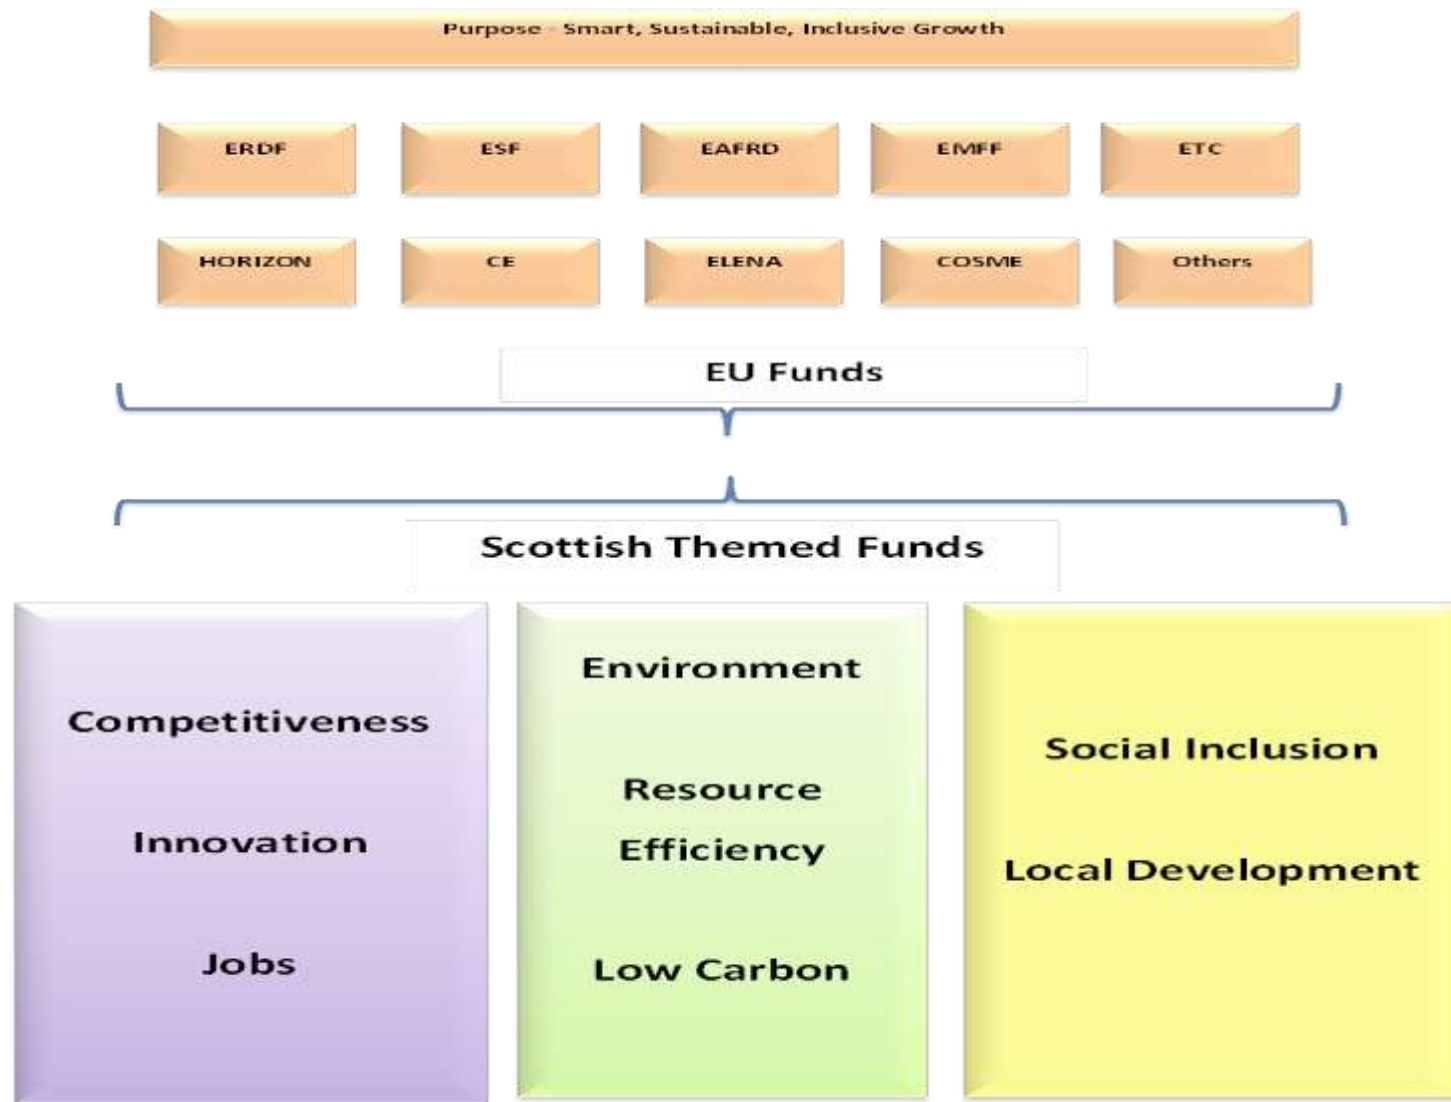 Purpose - Smart, Sustainable, Inclusive Growth
ERDF
ESF
EAFRD
EMFF
ETC
HORIZON
CE
ELENA
COSME
Others
EU Funds
Scottish Themed Funds
Competitiveness
Innovation
Jobs
Environment
Resource
Efficiency
Low Carbon
Social Inclusion
Local Development